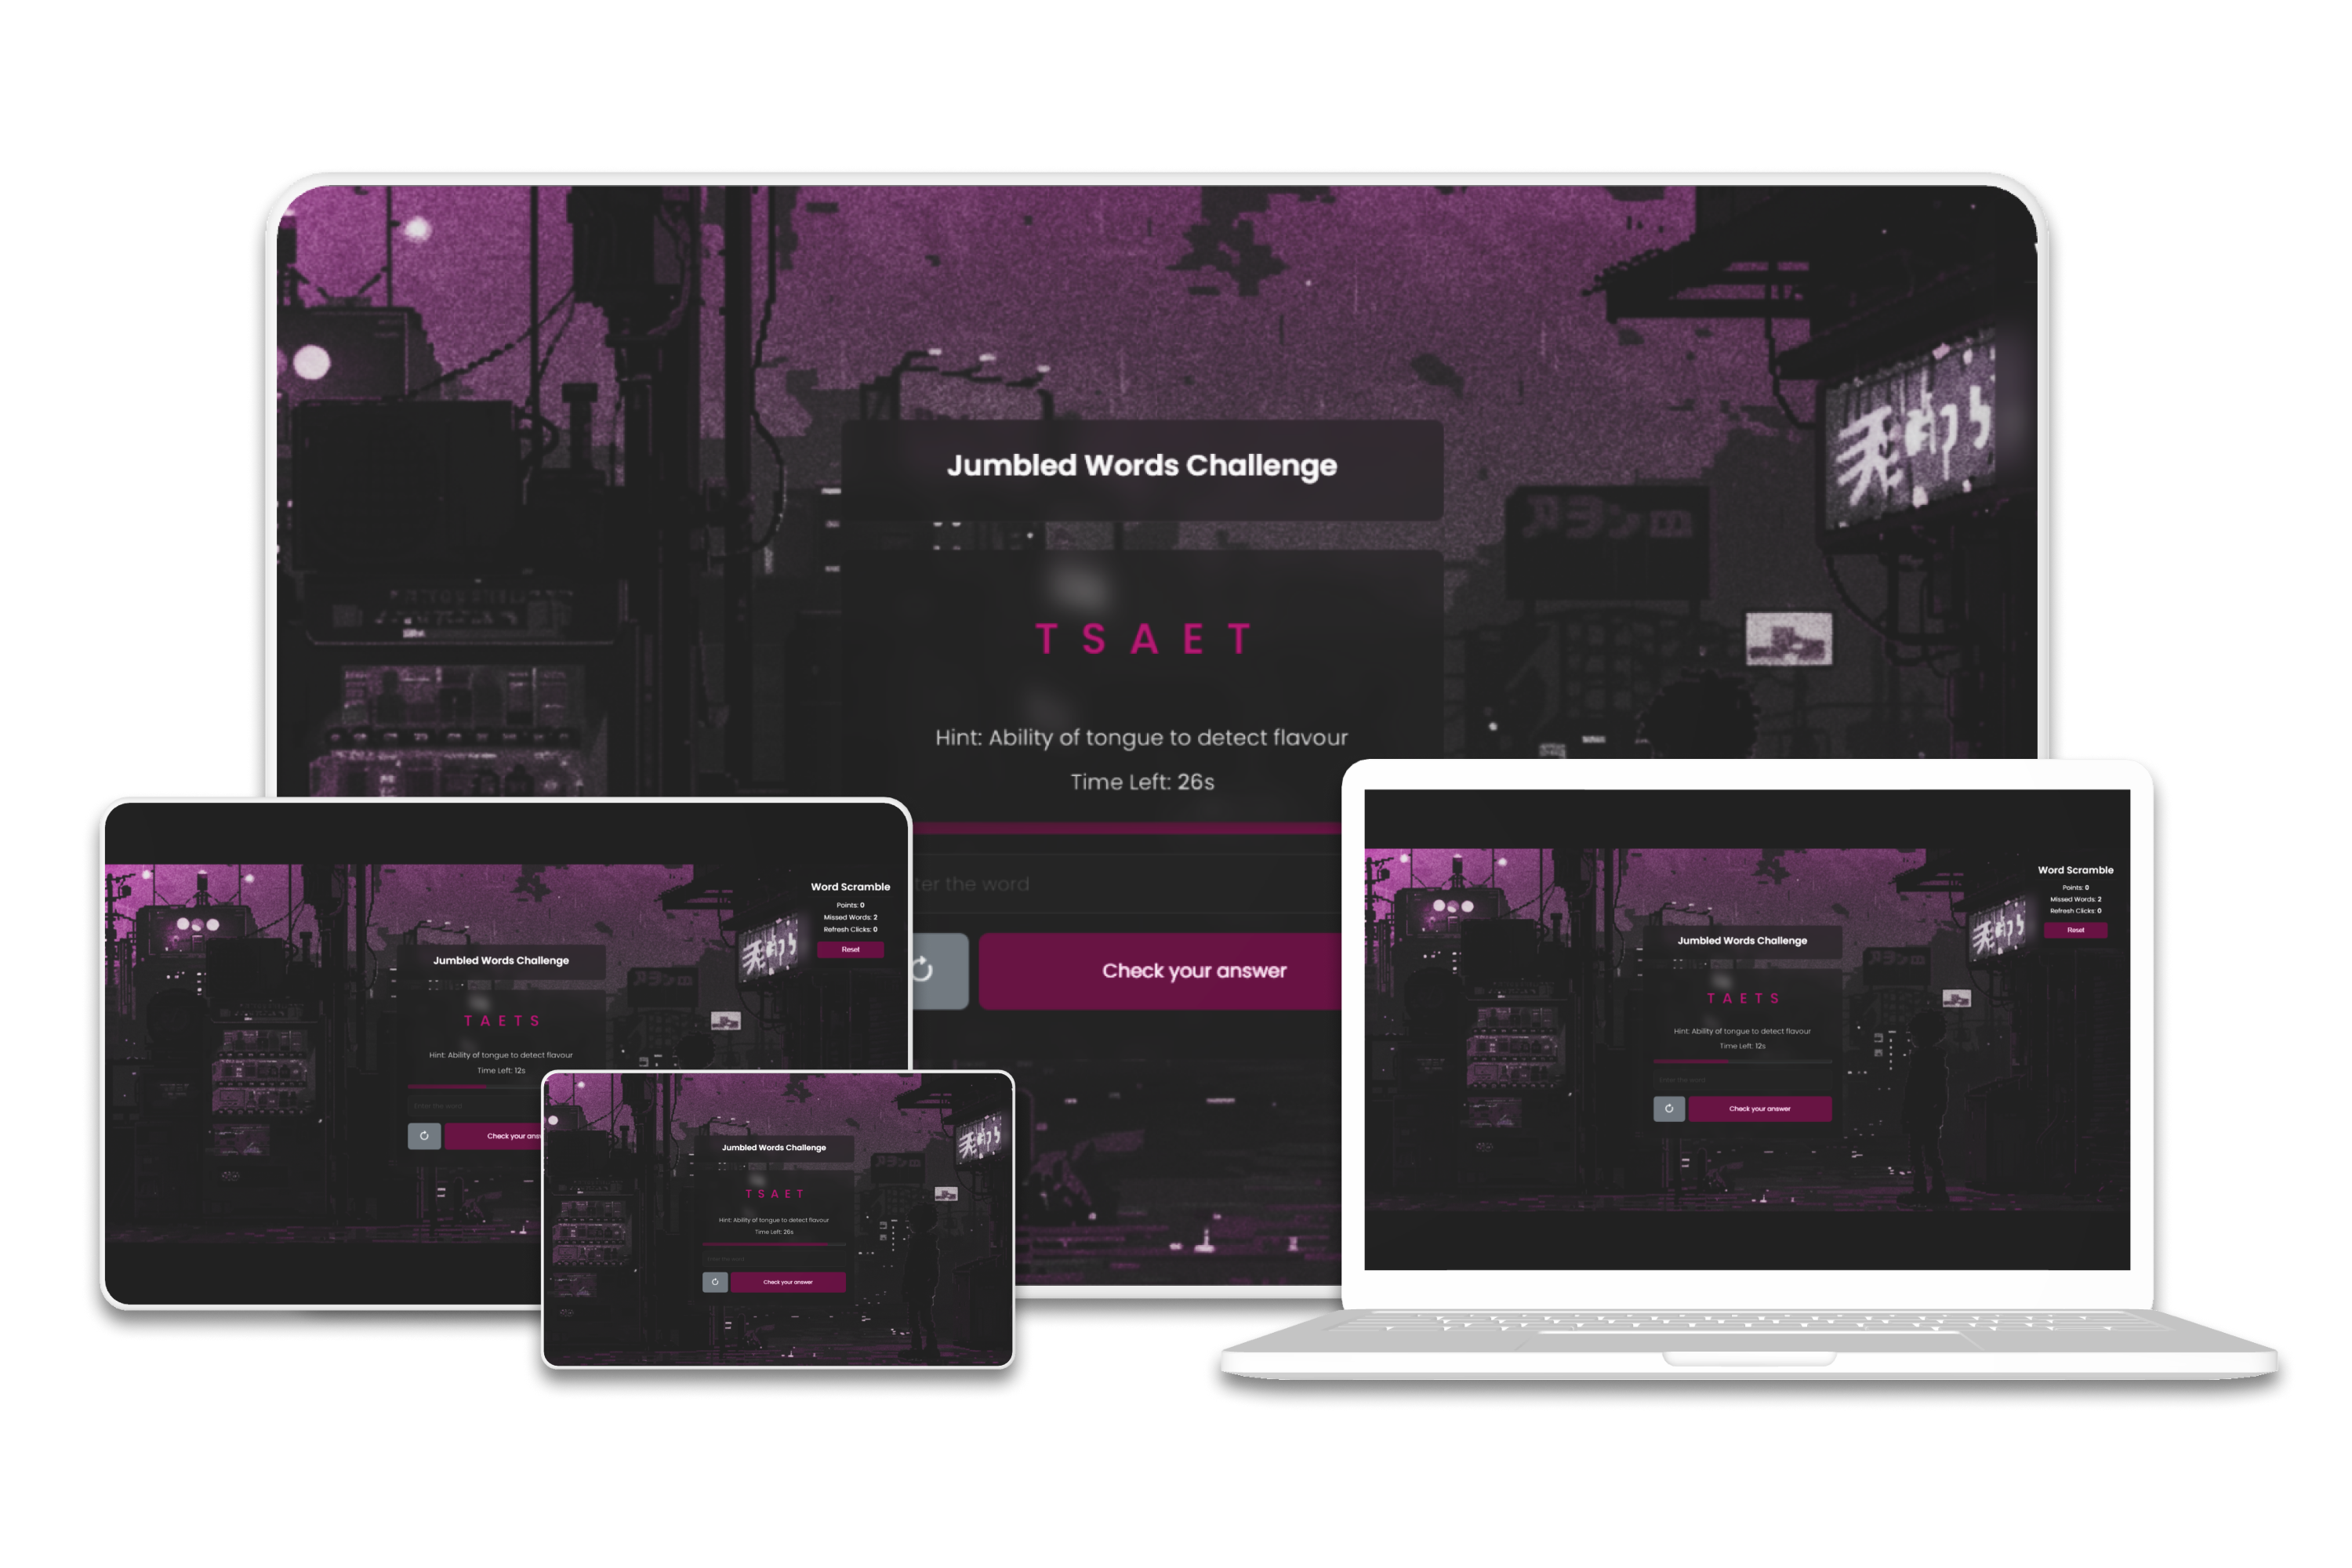 Jumbled Words Challenge
T S A E T
Hint: Ability of tongue to detect flavour
Time Left: 26s
the word
Check your answer
Word Scramble
Points: 0
Missed Words: 2
Refresh Clicks: 0
Reset
Jumbled Words Challenge
T A E T S
Hint: Ability of tongue to detect flavour
Time Left: 12s
Enter the word
Check your
Jumbled Words Challenge
T S A E T
Hint: Ability of tongue to detect flavour
Time Left: 26s
Enter the word
Check your answer
Word Scramble
Points: 0
Missed Words: 2
Refresh Clicks: 0
Reset
Jumbled Words Challenge
T A E T S
Hint: Ability of tongue to detect flavour
Time Left: 12s
Enter the word
Check your answer